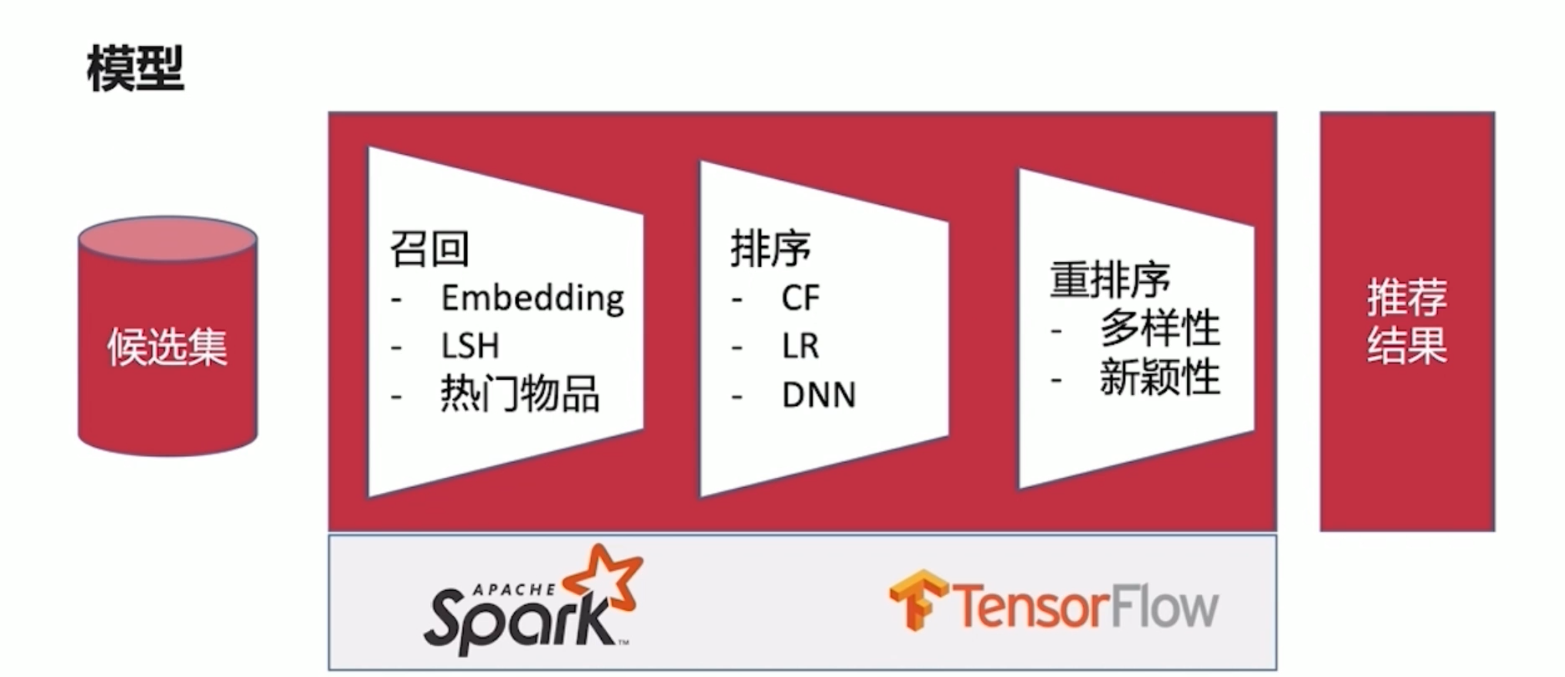 模型
候选集
召回
- Embedding
- LSH
- 热门物品
排序
- CF
- LR
- DNN
重排序
- 多样性
- 新颖性
推荐
结果
APACHE
Spark™
TensorFlow